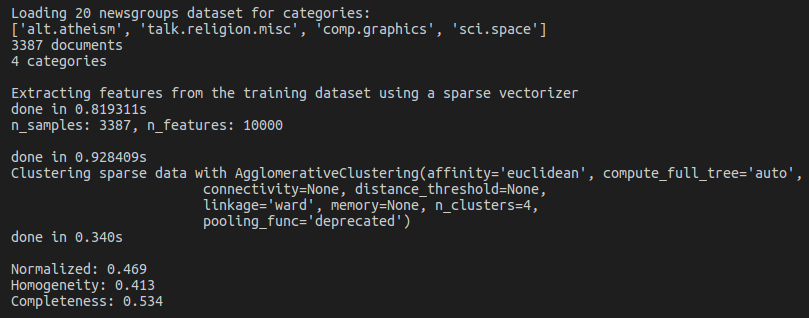 Loading 20 newsgroups dataset for categories:
['alt.atheism', 'talk.religion.misc', 'comp.graphics', 'sci.space']
3387 documents
4 categories
Extracting features from the training dataset using a sparse vectorizer
done in 0.819311s
n_samples: 3387, n_features: 10000
done in 0.928409s
Clustering sparse data with AgglomerativeClustering(affinity='euclidean', compute_full_tree='auto',
connectivity=None, distance_threshold=None,
linkage='ward', memory=None, n_clusters=4,
pooling_func='deprecated')
done in 0.340s
Normalized: 0.469
Homogeneity: 0.413
Completeness: 0.534